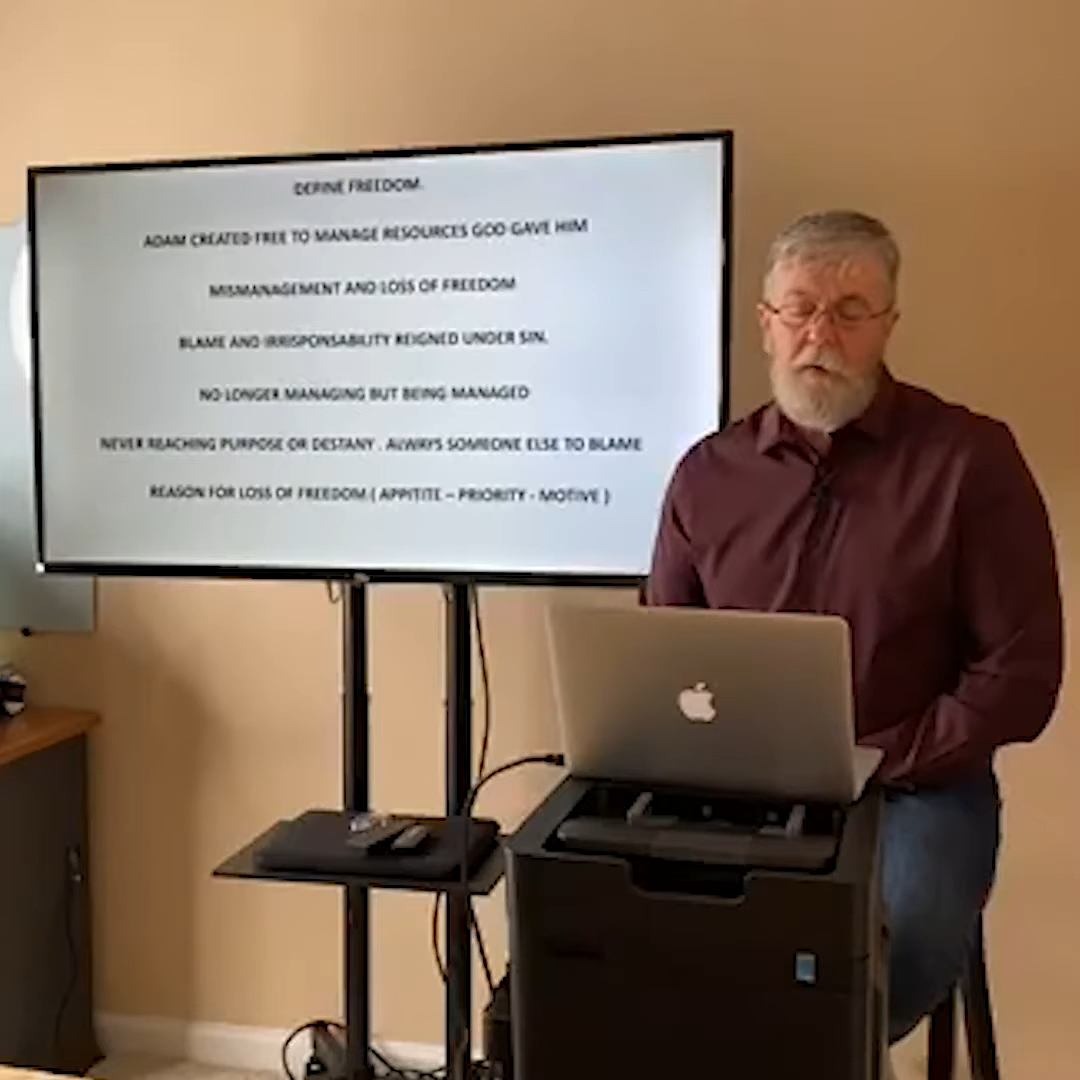 DEFINE FREEDOM.
ADAM CREATED FREE TO MANAGE RESOURCES GOD GAVE HIM
MISMANAGEMENT AND LOSS OF FREEDOM
BLAME AND IRRISPONSABILITY REIGNED UNDER SIN.
NO LONGER MANAGING BUT BEING MANAGED
NEVER REACHING PURPOSE OR DESTANY . ALWAYS SOMEONE ELSE TO BLAME
REASON FOR LOSS OF FREEDOM ( APPITITE – PRIORITY - MOTIVE )